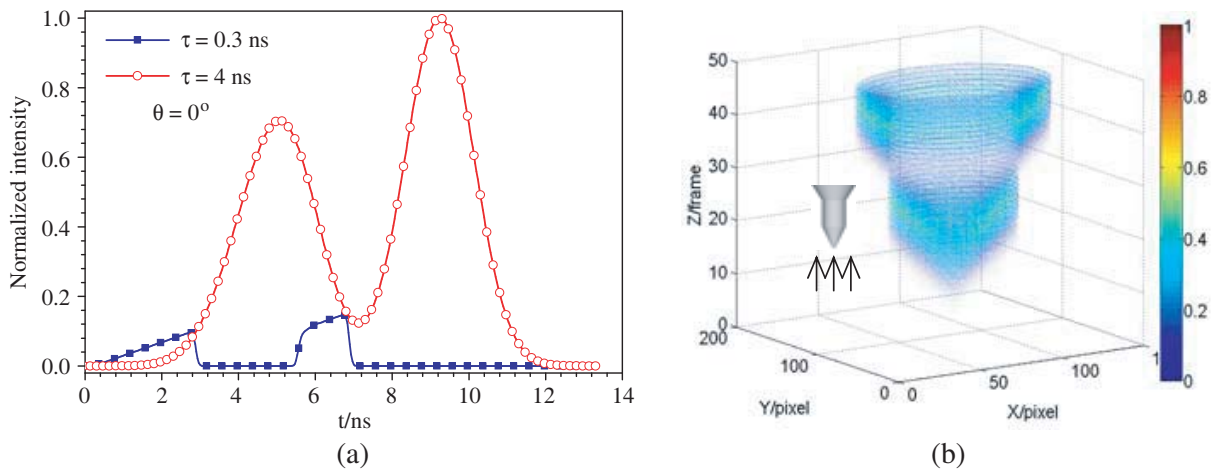 1.0
0.8
0.6
0.4
0.2
0.0
Normalized intensity
τ = 0.3 ns
τ = 4 ns
θ = 0°
0 2 4 6 8 10 12 14
t/ns
(a)
50
40
30
20
10
0
Z/frame
200
100
0
Y/pixel
0
50
100
1
X/pixel
1
0.8
0.6
0.4
0.2
0
(b)